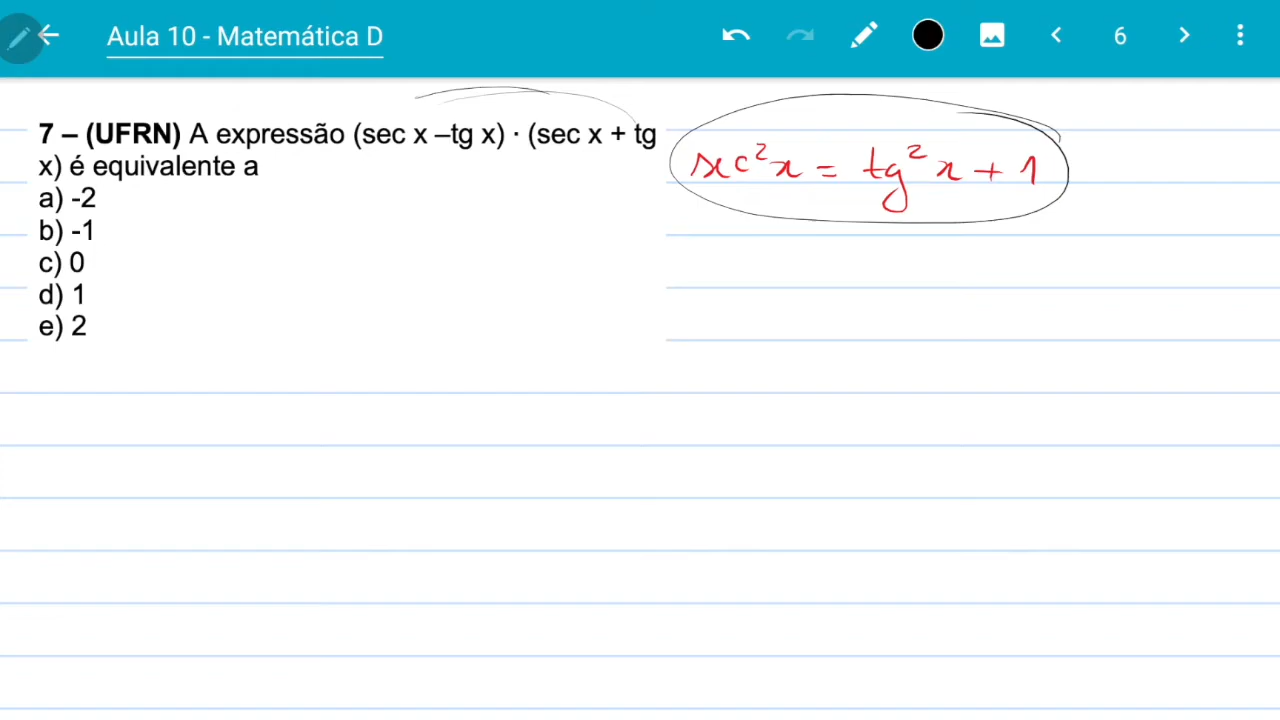 Aula 10 - Matemática D
6
7 – (UFRN) A expressão (sec x –tg x) · (sec x + tg
x) é equivalente a
a) -2
b) -1
c) 0
d) 1
e) 2
sec²x = tg²x + 1